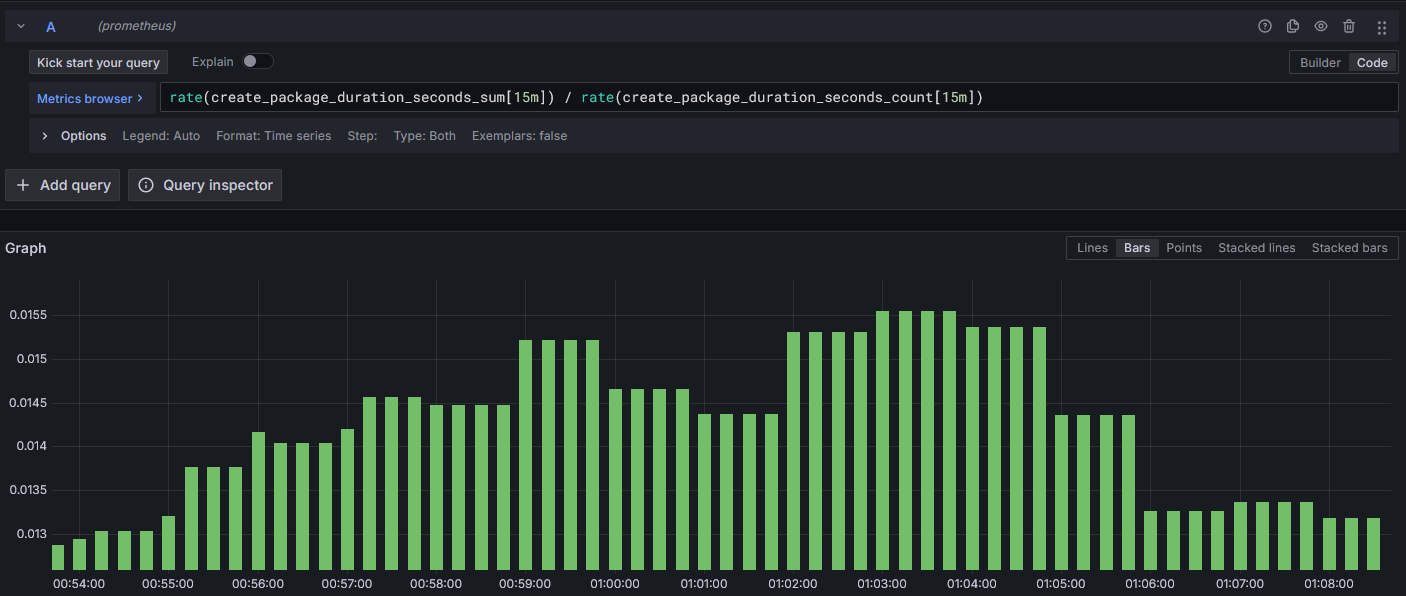 A (prometheus)
Kick start your query Explain Builder Code
Metrics browser > rate(create_package_duration_seconds_sum[15m]) / rate(create_package_duration_seconds_count[15m])
> Options Legend: Auto Format: Time series Step: Type: Both Exemplars: false
+ Add query Query inspector
Graph Lines Bars Points Stacked lines Stacked bars
0.0155
0.015
0.0145
0.014
0.0135
0.013
00:54:00 00:55:00 00:56:00 00:57:00 00:58:00 00:59:00 01:00:00 01:01:00 01:02:00 01:03:00 01:04:00 01:05:00 01:06:00 01:07:00 01:08:00